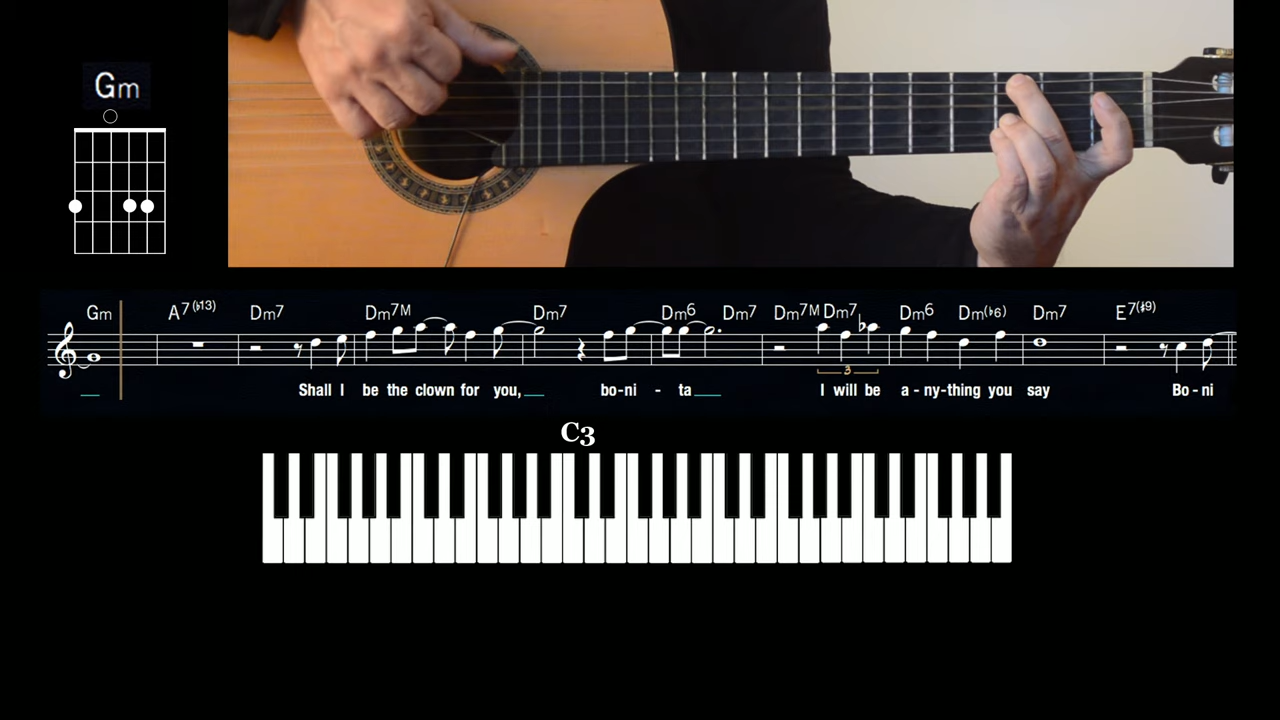 Gm
Gm A7(♭13) Dm7 Dm7M Dm7 Dm6 Dm7 Dm7M Dm7 Dm6 Dm(♭6) Dm7 E7(♯9)
3
Shall I be the clown for you, bo-ni - ta I will be a - ny-thing you say Bo - ni
C3